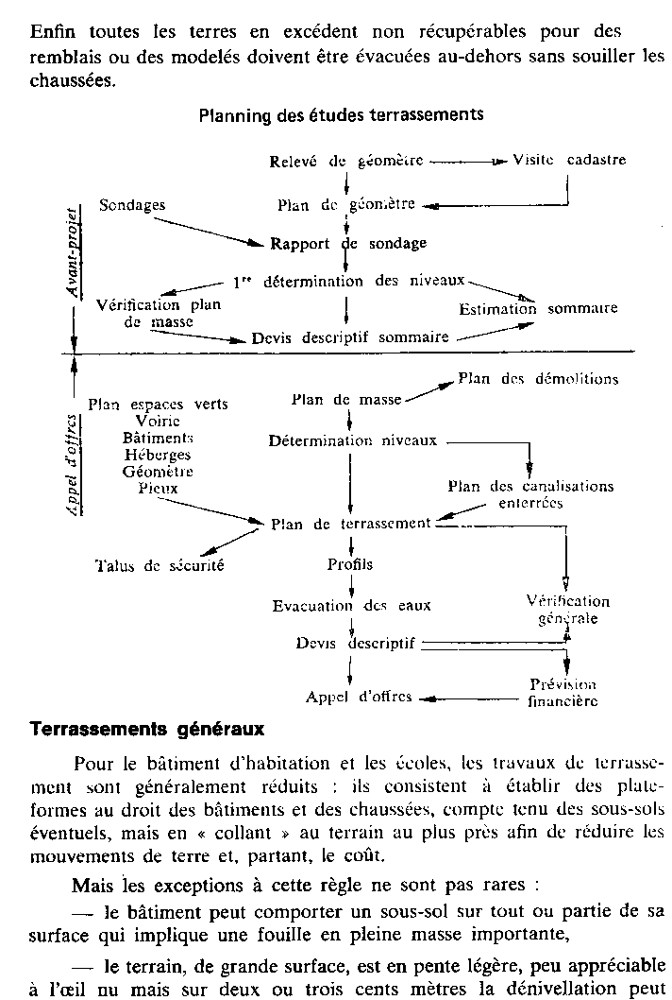 Enfin toutes les terres en excédent non récupérables pour des
remblais ou des modelés doivent être évacuées au-dehors sans souiller les
chaussées.
Planning des études terrassements
Relevé de géomètre Visite cadastre
Sondages Plan de géomètre
Avant-projet
Rapport de sondage
1re détermination des niveaux
Vérification plan
de masse
Estimation sommaire
Devis descriptif sommaire
Plan des démolitions
Plan espaces verts Plan de masse
Voirie
Bâtiments Détermination niveaux
Héberges
Géomètre
Pieux
Appel d'offres
Plan des canalisations
enterrées
Plan de terrassement
Talus de sécurité Profils
Evacuation des eaux
Vérification
générale
Devis descriptif
Prévision
financière
Appel d'offres
Terrassements généraux
Pour le bâtiment d'habitation et les écoles, les travaux de terrasse-
ment sont généralement réduits : ils consistent à établir des plate-
formes au droit des bâtiments et des chaussées, compte tenu des sous-sols
éventuels, mais en « collant » au terrain au plus près afin de réduire les
mouvements de terre et, partant, le coût.
Mais les exceptions à cette règle ne sont pas rares :
— le bâtiment peut comporter un sous-sol sur tout ou partie de sa
surface qui implique une fouille en pleine masse importante,
— le terrain, de grande surface, est en pente légère, peu appréciable
à l'œil nu mais sur deux ou trois cents mètres la dénivellation peut